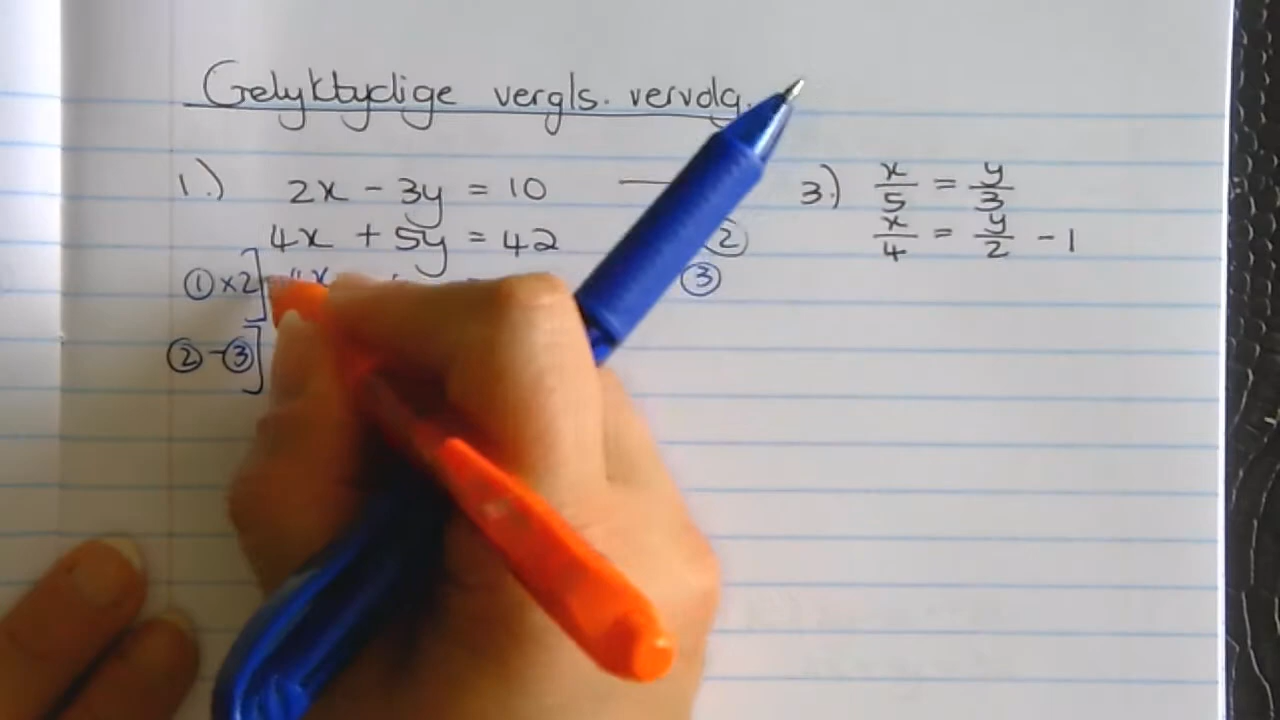 Gelyktydige vergls. vervolg.
1.) 2x - 3y = 10
4x + 5y = 42 ②
①×2] 4x ③
②-③]
3.) x/5 = y/3
x/4 = y/2 - 1